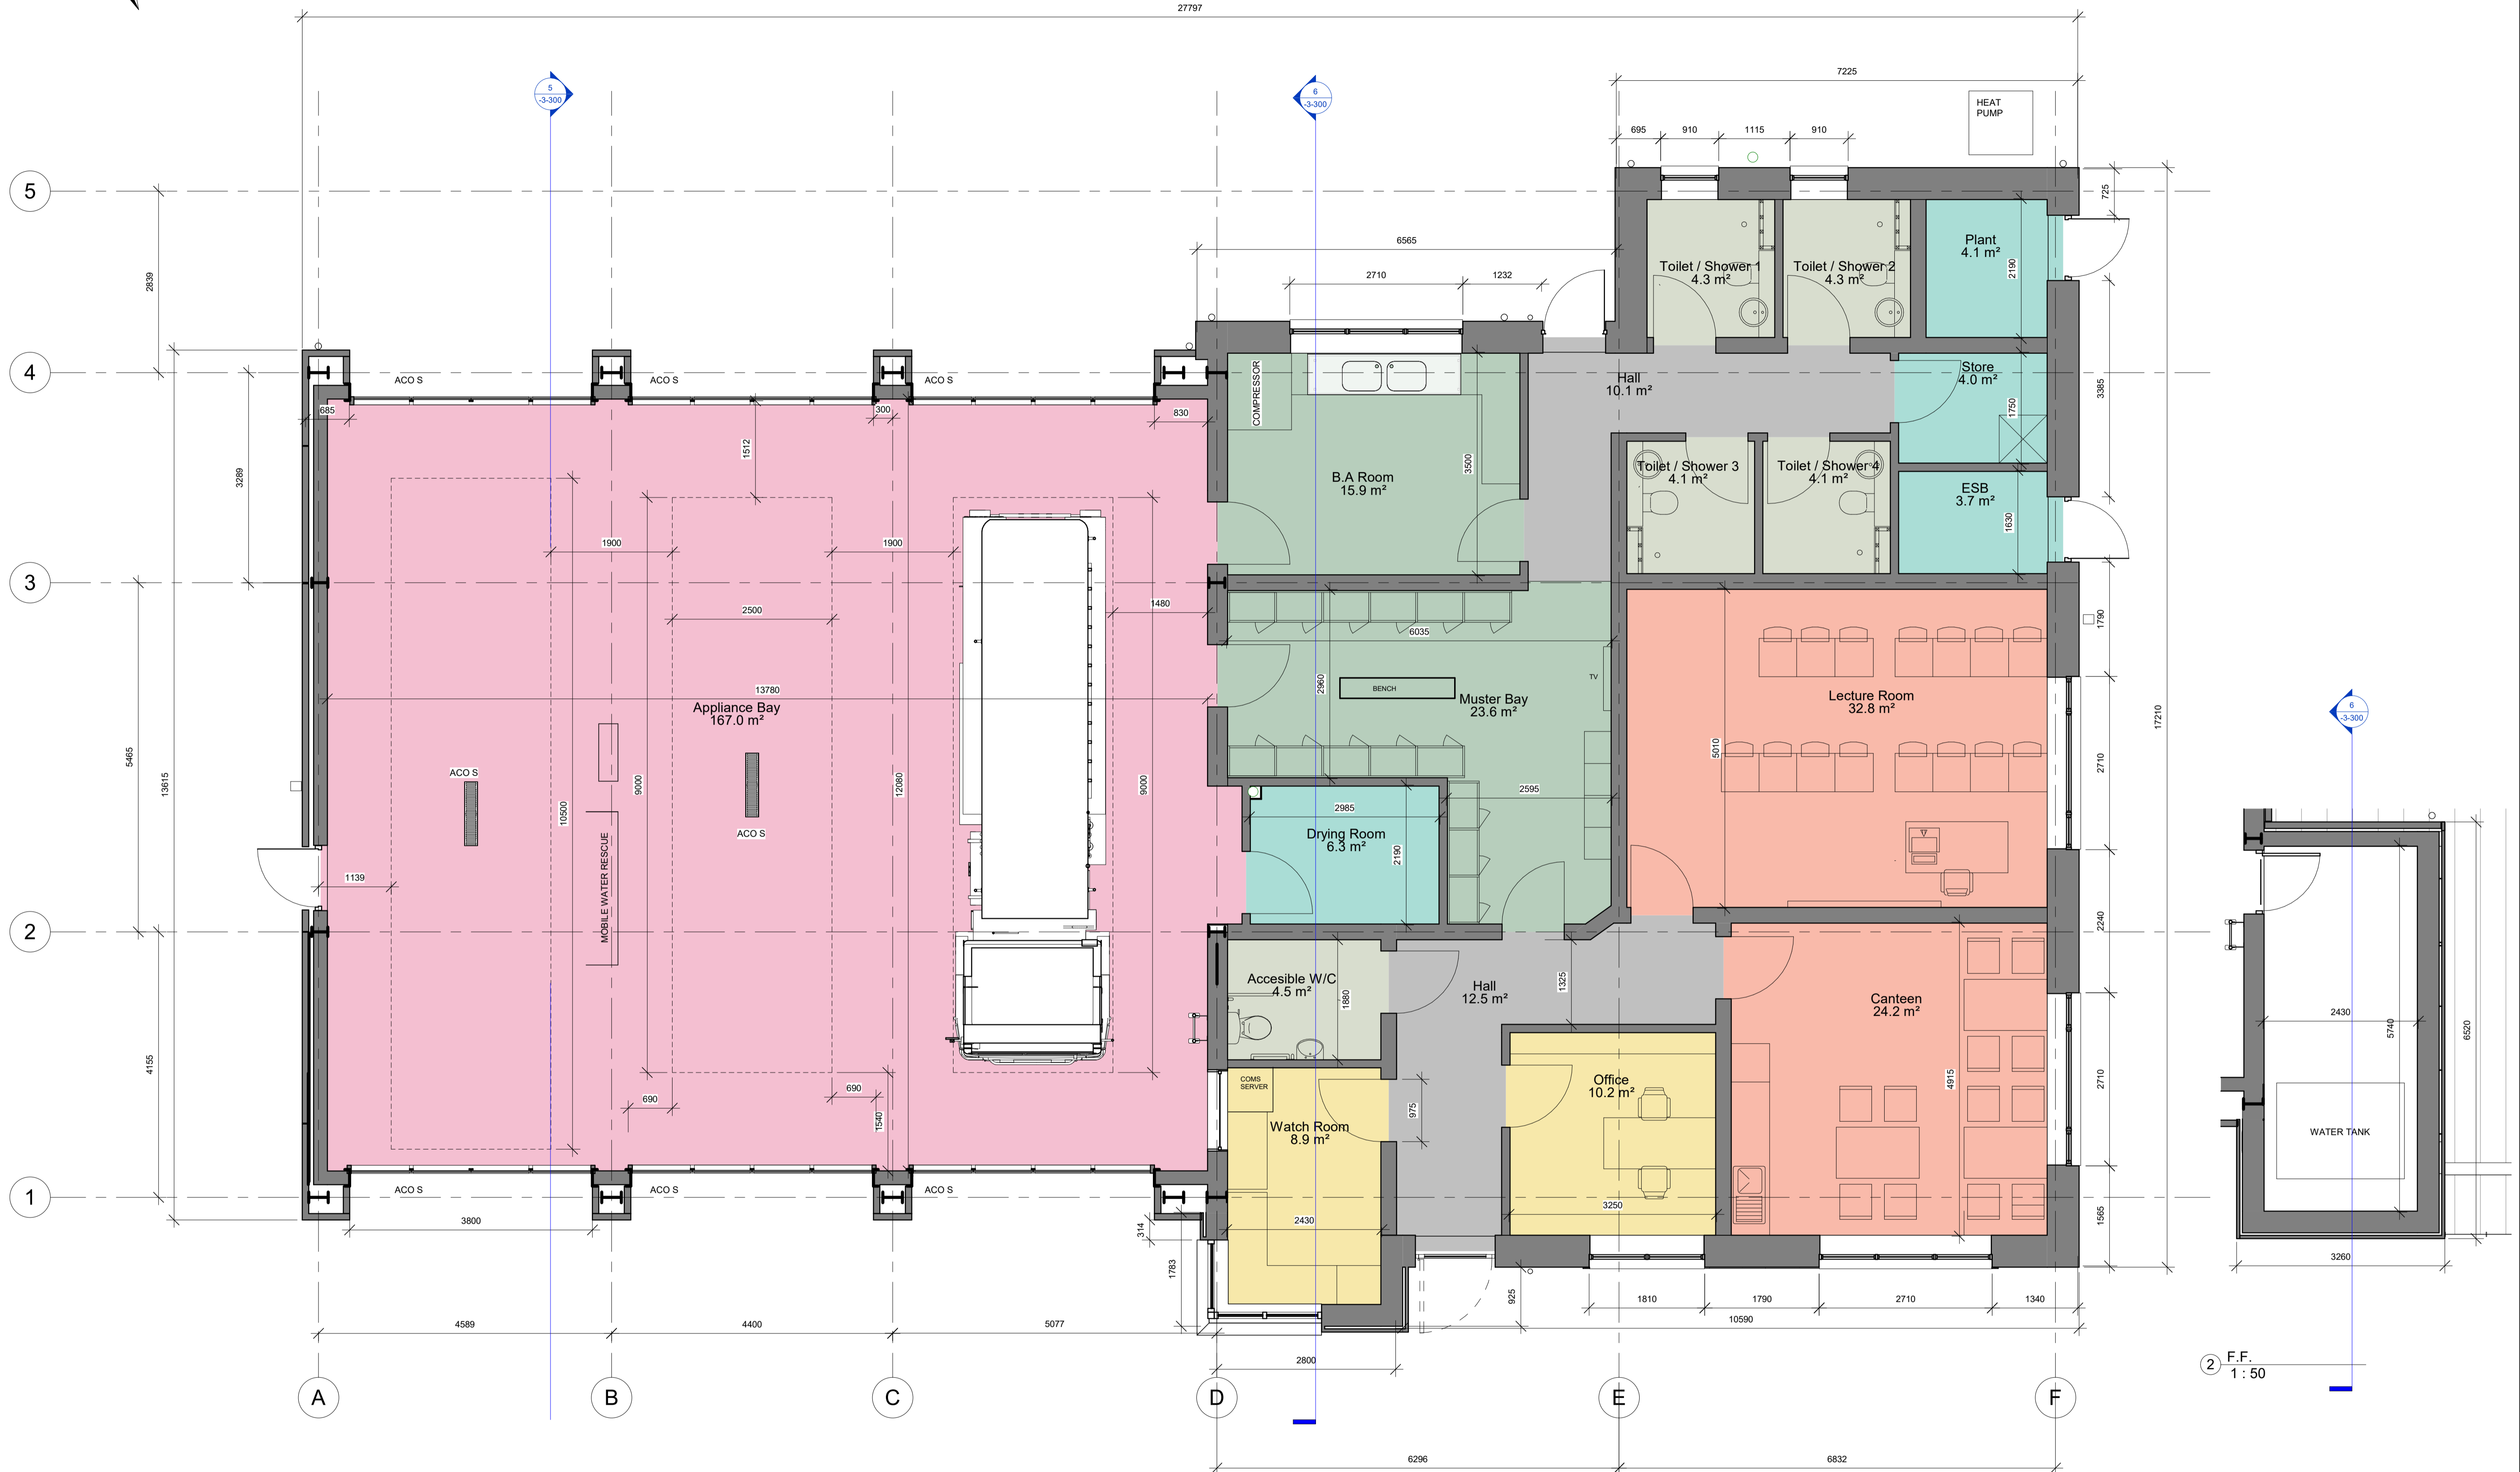 27797
7225
5
-3-300
6
-3-300
HEAT
PUMP
695
910
1115
910
5
725
6565
2839
2710
1232
Toilet / Shower 1
4.3 m²
Toilet / Shower 2
4.3 m²
Plant
4.1 m²
2190
4
ACO S
ACO S
ACO S
685
300
830
COMPRESSOR
Hall
10.1 m²
Store
4.0 m²
1750
3385
3289
1512
B.A Room
15.9 m²
3500
Toilet / Shower 3
4.1 m²
Toilet / Shower 4
4.1 m²
ESB
3.7 m²
1630
1900
1900
3
2500
1480
6035
1790
2960
BENCH
TV
13780
Appliance Bay
167.0 m²
Muster Bay
23.6 m²
Lecture Room
32.8 m²
17210
6
-3-300
5465
13615
5010
2710
ACO S
10500
9000
ACO S
12080
9000
2595
2985
Drying Room
6.3 m²
2190
MOBILE WATER RESCUE
1139
2
2240
Accesible W/C
4.5 m²
1880
Hall
12.5 m²
1325
Canteen
24.2 m²
2430
5740
6520
4155
COMS
SERVER
Office
10.2 m²
4915
2710
690
690
1540
975
Watch Room
8.9 m²
WATER TANK
1
ACO S
ACO S
ACO S
3800
314
2430
3250
1565
1783
925
3260
1810
1790
2710
1340
4589
4400
5077
10590
2800
2
F.F.
1 : 50
A
B
C
D
E
F
6296
6832